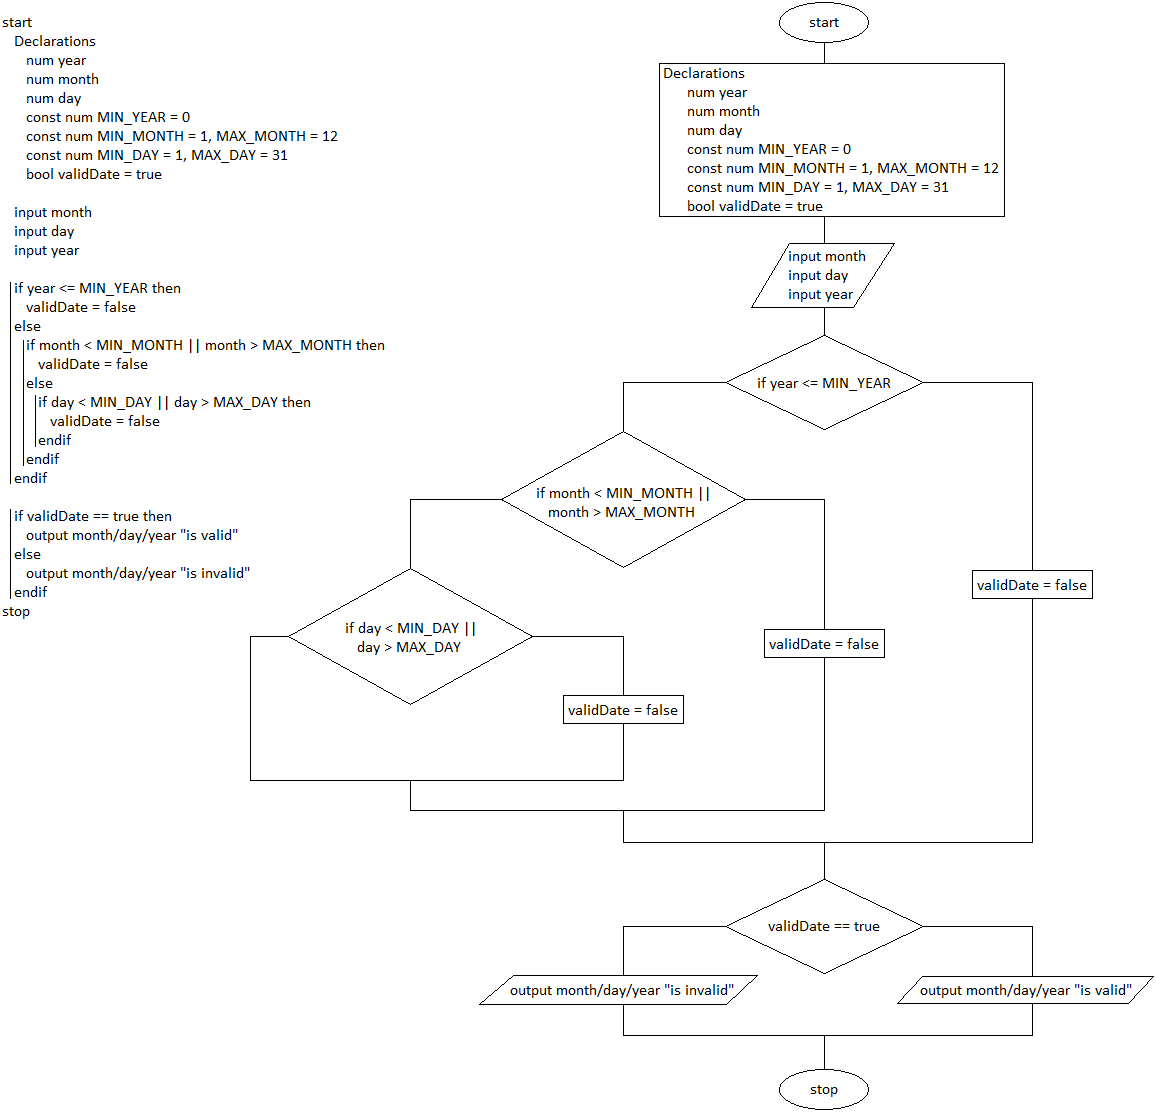 start
Declarations
num year
num month
num day
const num MIN_YEAR = 0
const num MIN_MONTH = 1, MAX_MONTH = 12
const num MIN_DAY = 1, MAX_DAY = 31
bool validDate = true
input month
input day
input year
if year <= MIN_YEAR then
validDate = false
else
if month < MIN_MONTH || month > MAX_MONTH then
validDate = false
else
if day < MIN_DAY || day > MAX_DAY then
validDate = false
endif
endif
endif
if validDate == true then
output month/day/year "is valid"
else
output month/day/year "is invalid"
endif
stop
start
Declarations
num year
num month
num day
const num MIN_YEAR = 0
const num MIN_MONTH = 1, MAX_MONTH = 12
const num MIN_DAY = 1, MAX_DAY = 31
bool validDate = true
input month
input day
input year
if year <= MIN_YEAR
if month < MIN_MONTH ||
month > MAX_MONTH
validDate = false
if day < MIN_DAY ||
day > MAX_DAY
validDate = false
validDate = false
validDate == true
output month/day/year "is invalid"
output month/day/year "is valid"
stop